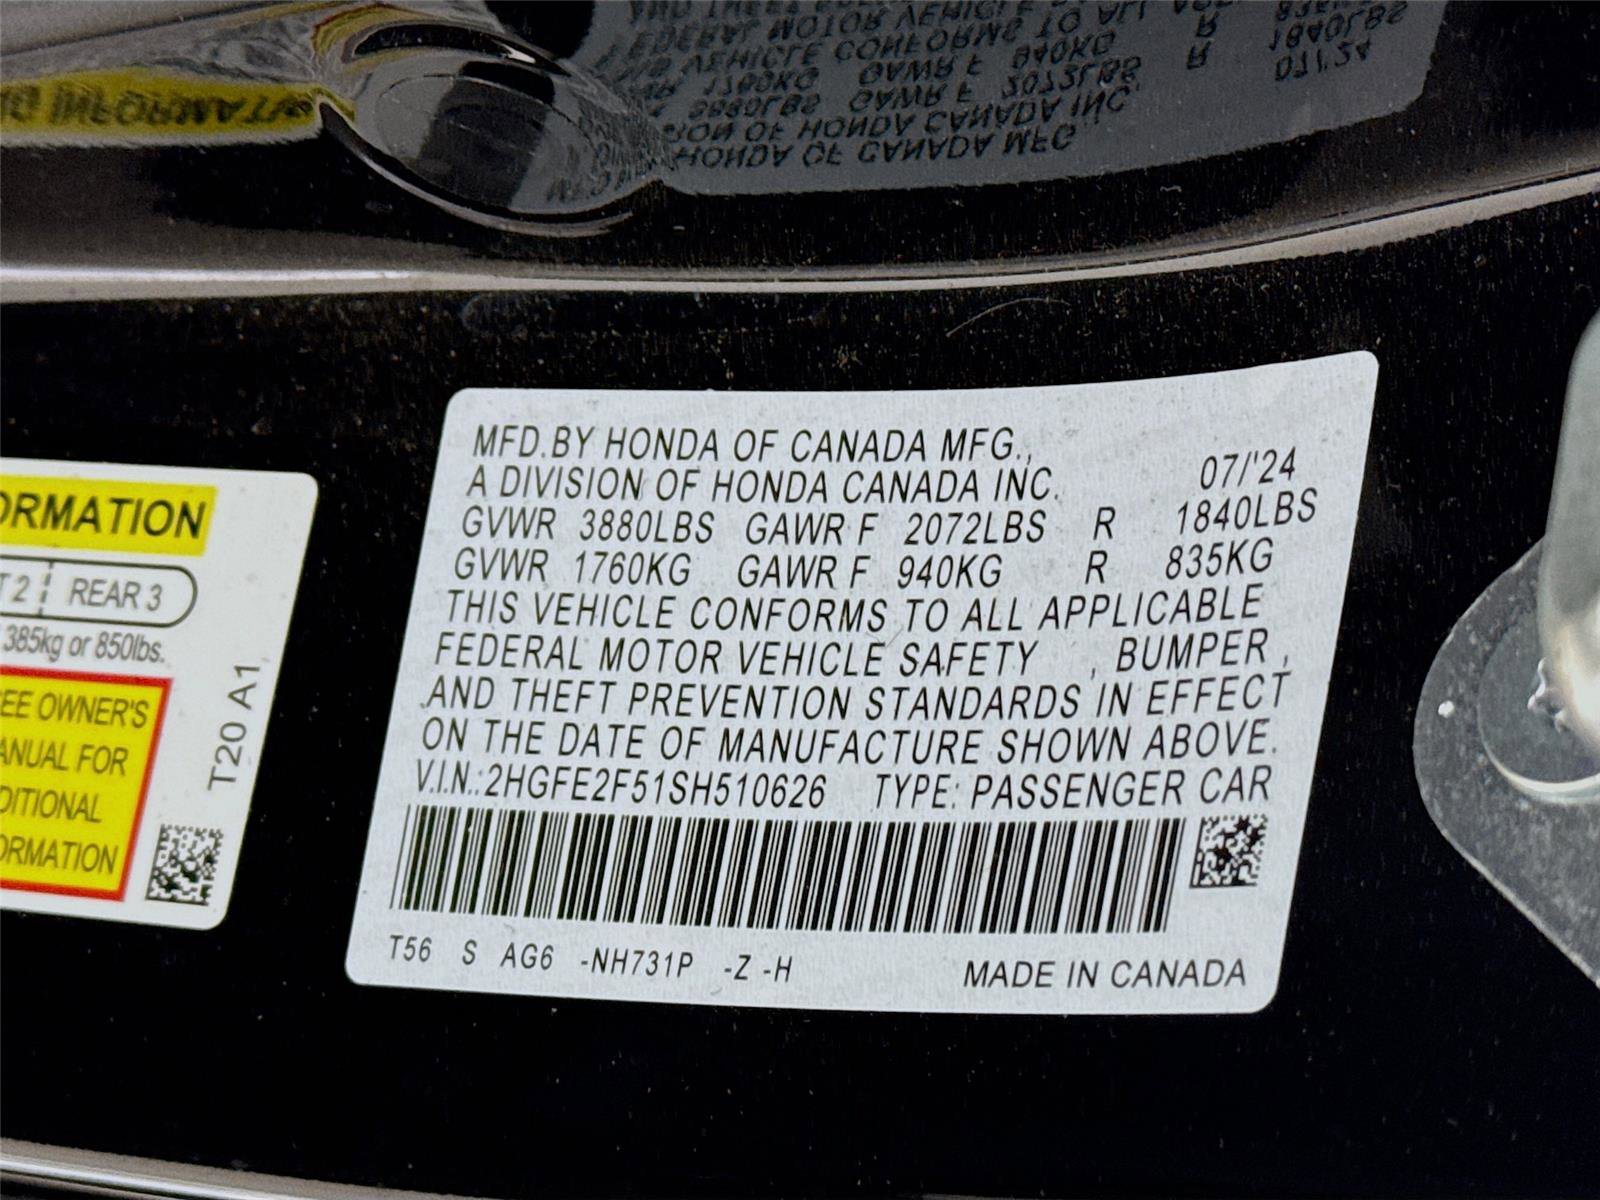 MFD.BY HONDA OF CANADA MFG.,
A DIVISION OF HONDA CANADA INC. 07/'24
GVWR 3880LBS GAWR F 2072LBS R 1840LBS
GVWR 1760KG GAWR F 940KG R 835KG
THIS VEHICLE CONFORMS TO ALL APPLICABLE
FEDERAL MOTOR VEHICLE SAFETY , BUMPER ,
AND THEFT PREVENTION STANDARDS IN EFFECT
ON THE DATE OF MANUFACTURE SHOWN ABOVE.
V.I.N.:2HGFE2F51SH510626 TYPE: PASSENGER CAR
T56 S AG6 -NH731P -Z -H MADE IN CANADA
ORMATION
T 2 REAR 3
385kg or 850lbs.
EE OWNER'S
ANUAL FOR
DITIONAL
ORMATION
T20 A1